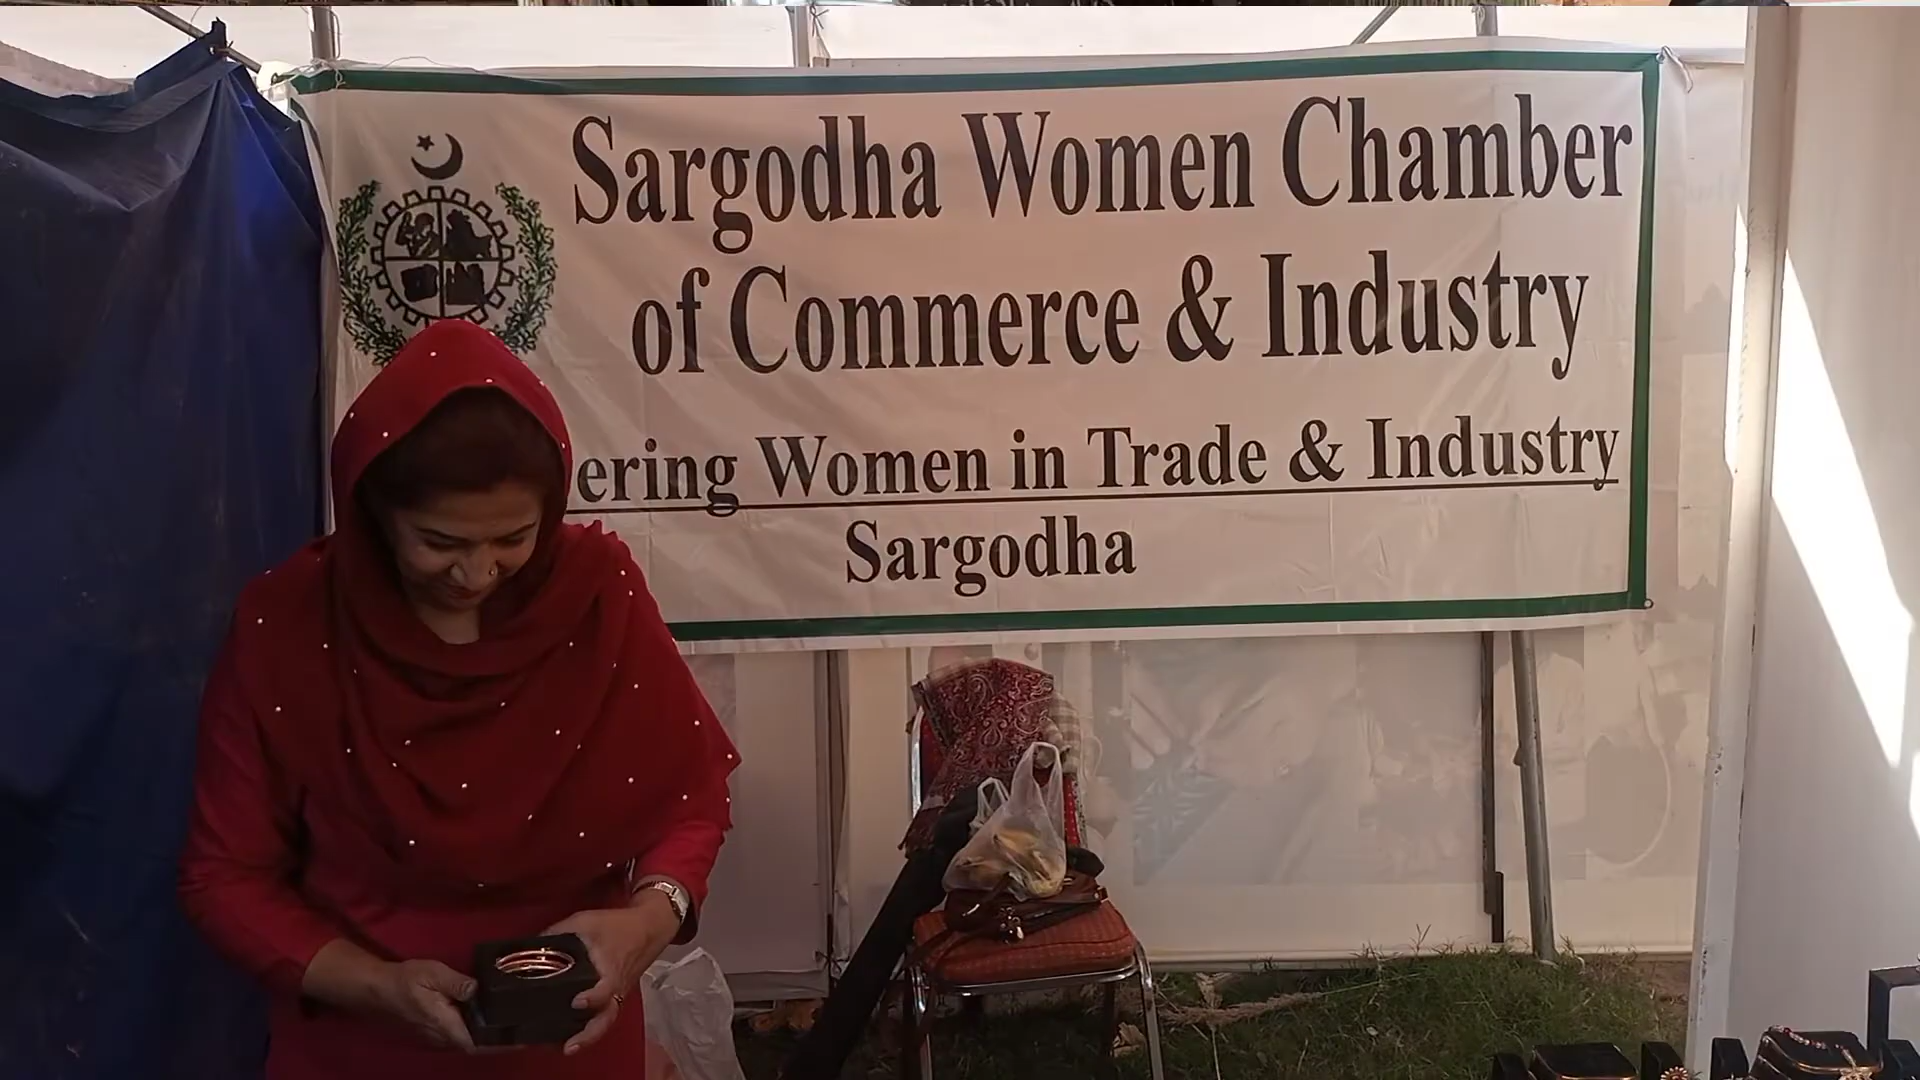 Sargodha Women Chamber
of Commerce & Industry
ering Women in Trade & Industry
Sargodha